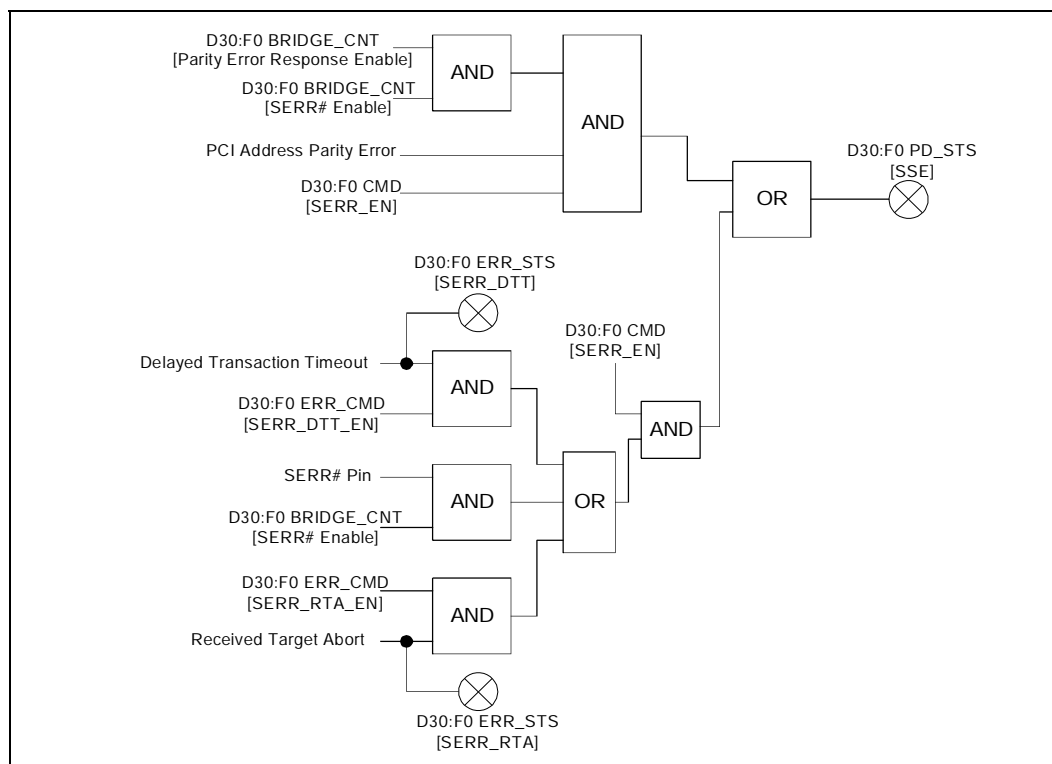 D30:F0 BRIDGE_CNT
[Parity Error Response Enable]
AND
D30:F0 BRIDGE_CNT
[SERR# Enable]
AND
PCI Address Parity Error
D30:F0 CMD
[SERR_EN]
OR
D30:F0 PD_STS
[SSE]
D30:F0 ERR_STS
[SERR_DTT]
Delayed Transaction Timeout
AND
D30:F0 ERR_CMD
[SERR_DTT_EN]
D30:F0 CMD
[SERR_EN]
AND
SERR# Pin
AND
OR
D30:F0 BRIDGE_CNT
[SERR# Enable]
D30:F0 ERR_CMD
[SERR_RTA_EN]
AND
Received Target Abort
D30:F0 ERR_STS
[SERR_RTA]